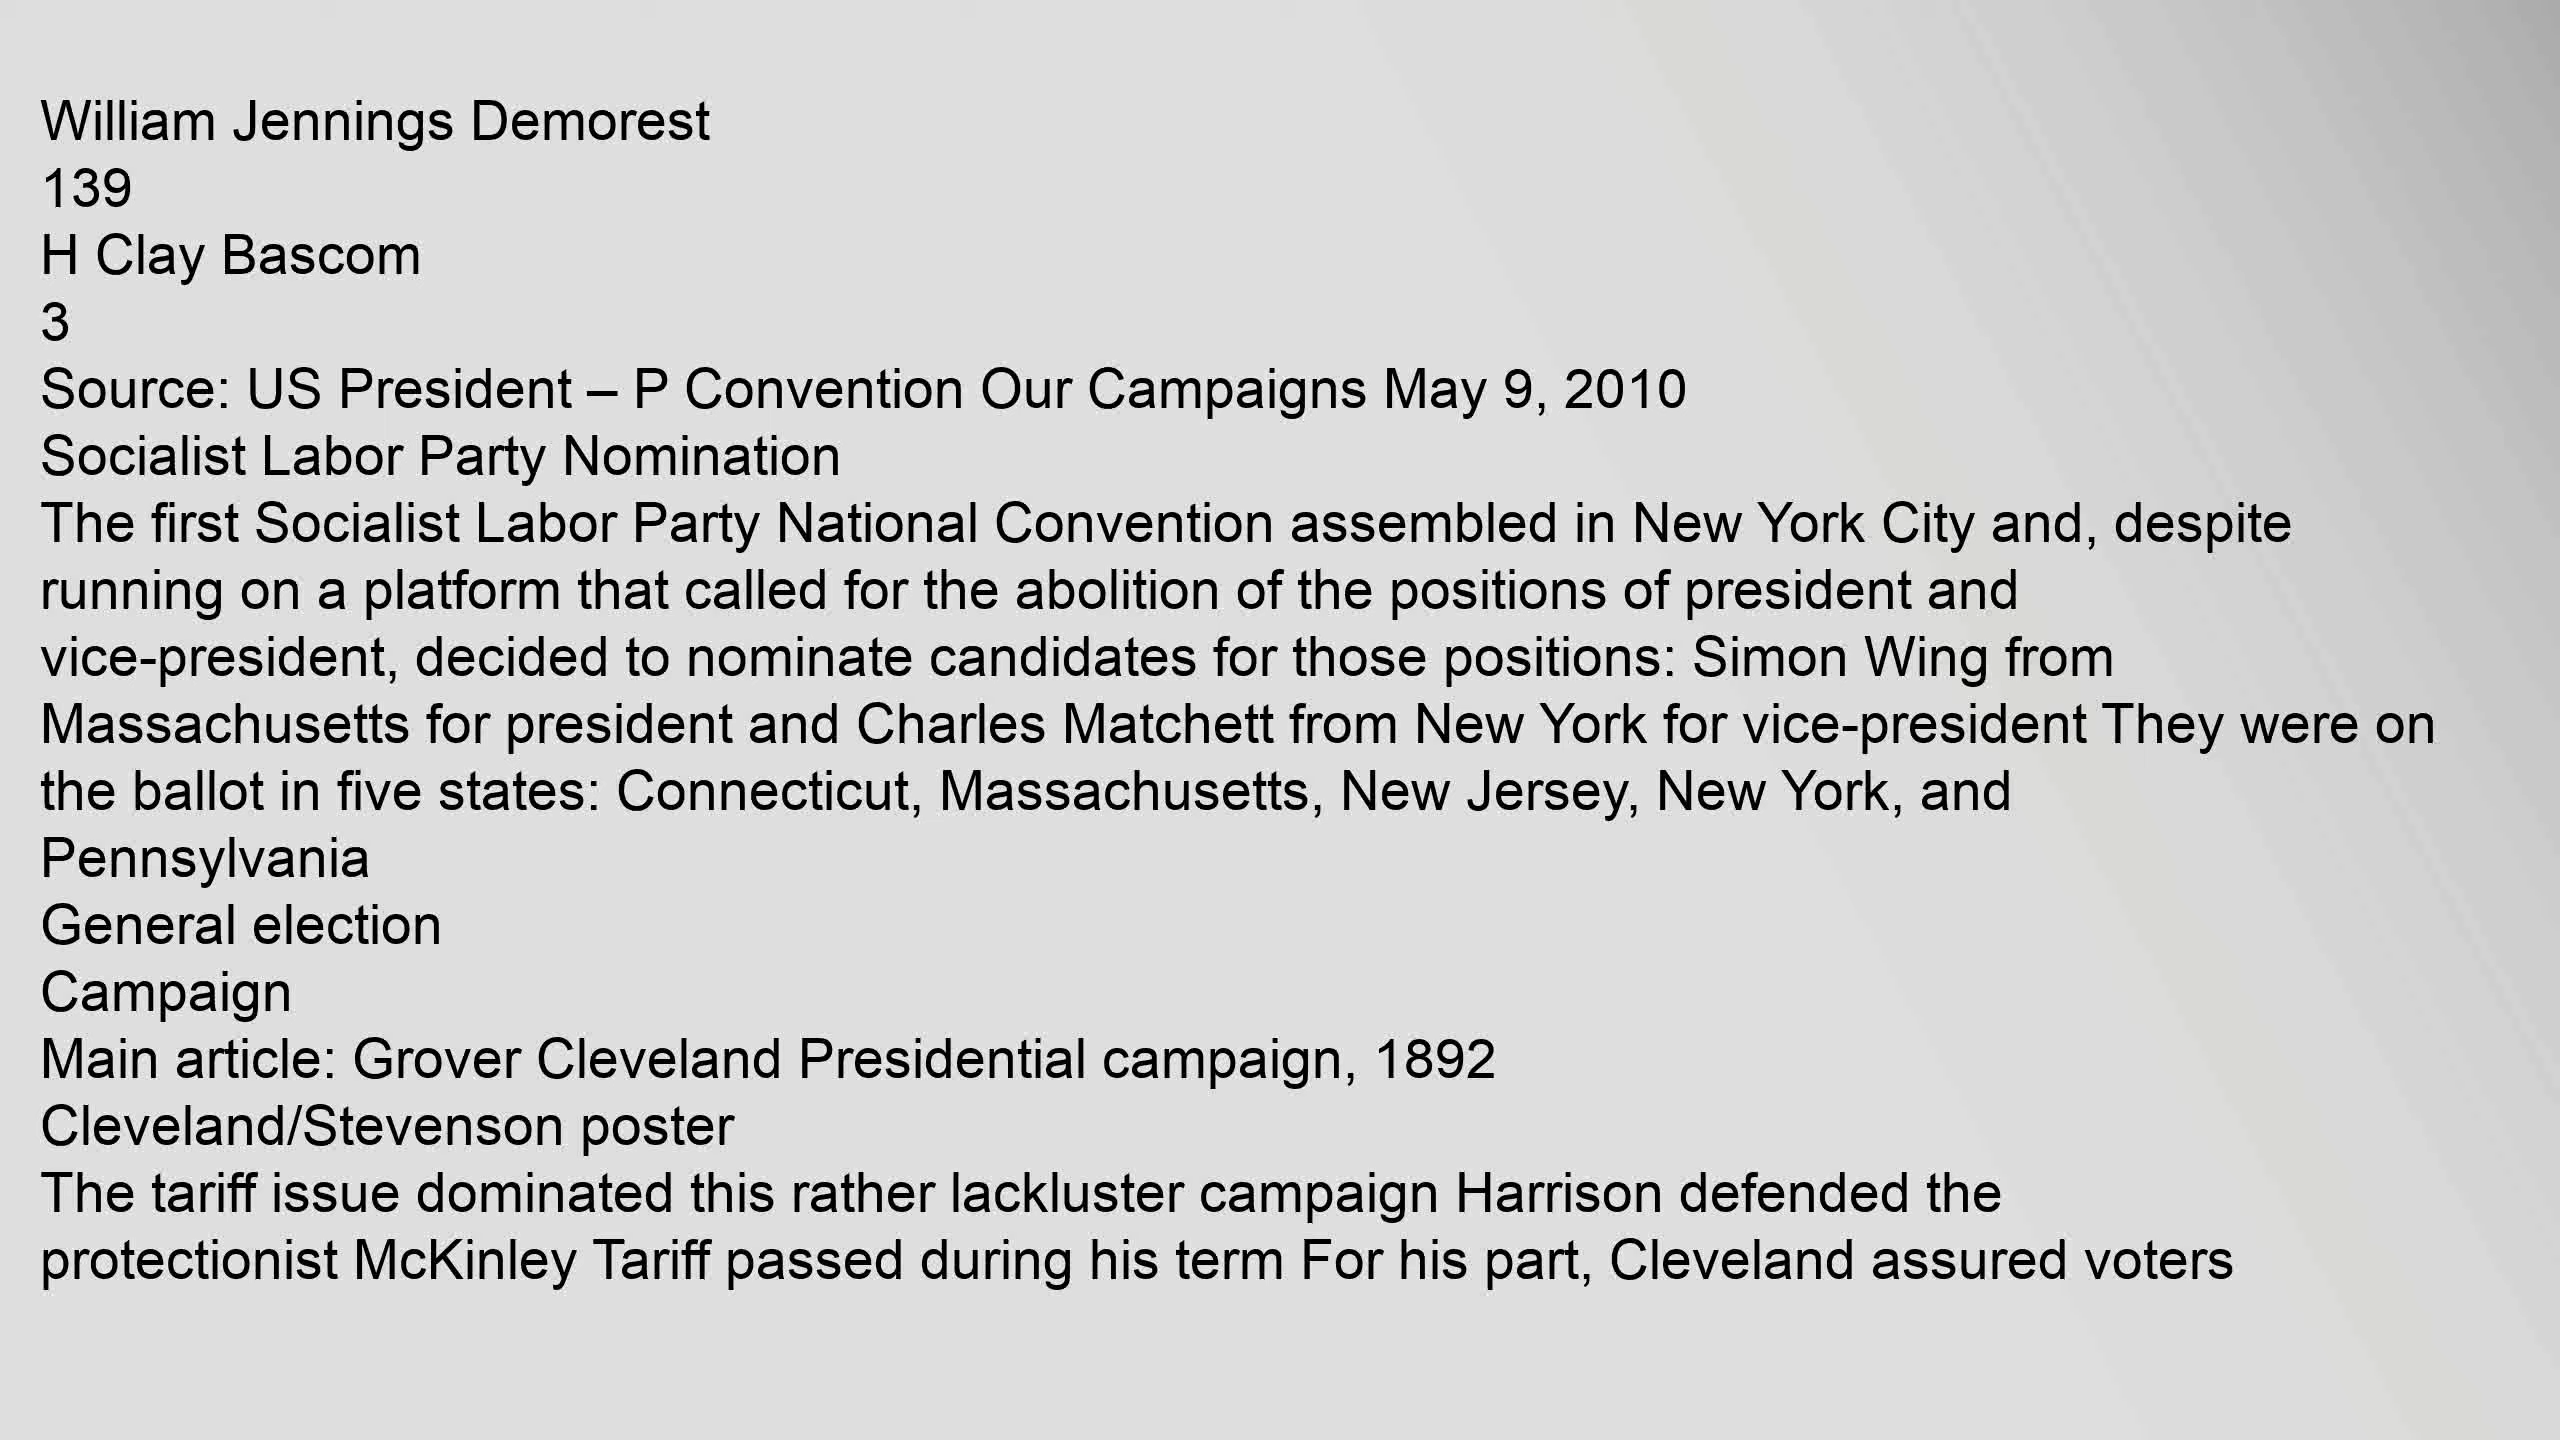 William Jennings Demorest
139
H Clay Bascom
3
Source: US President – P Convention Our Campaigns May 9, 2010
Socialist Labor Party Nomination
The first Socialist Labor Party National Convention assembled in New York City and, despite
running on a platform that called for the abolition of the positions of president and
vice-president, decided to nominate candidates for those positions: Simon Wing from
Massachusetts for president and Charles Matchett from New York for vice-president They were on
the ballot in five states: Connecticut, Massachusetts, New Jersey, New York, and
Pennsylvania
General election
Campaign
Main article: Grover Cleveland Presidential campaign, 1892
Cleveland/Stevenson poster
The tariff issue dominated this rather lackluster campaign Harrison defended the
protectionist McKinley Tariff passed during his term For his part, Cleveland assured voters